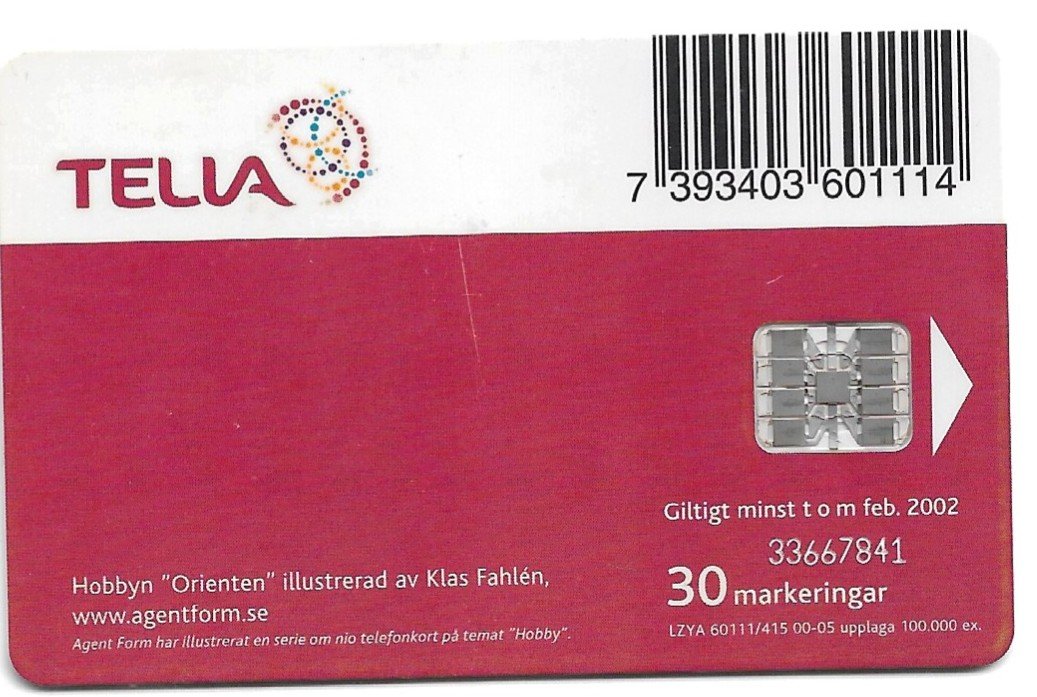 TELIA
7 393403 601114
Giltigt minst t o m feb. 2002
33667841
30 markeringar
LZYA 60111/415 00-05 upplaga 100.000 ex.
Hobbyn "Orienten" illustrerad av Klas Fahlén,
www.agentform.se
Agent Form har illustrerat en serie om nio telefonkort på temat "Hobby".